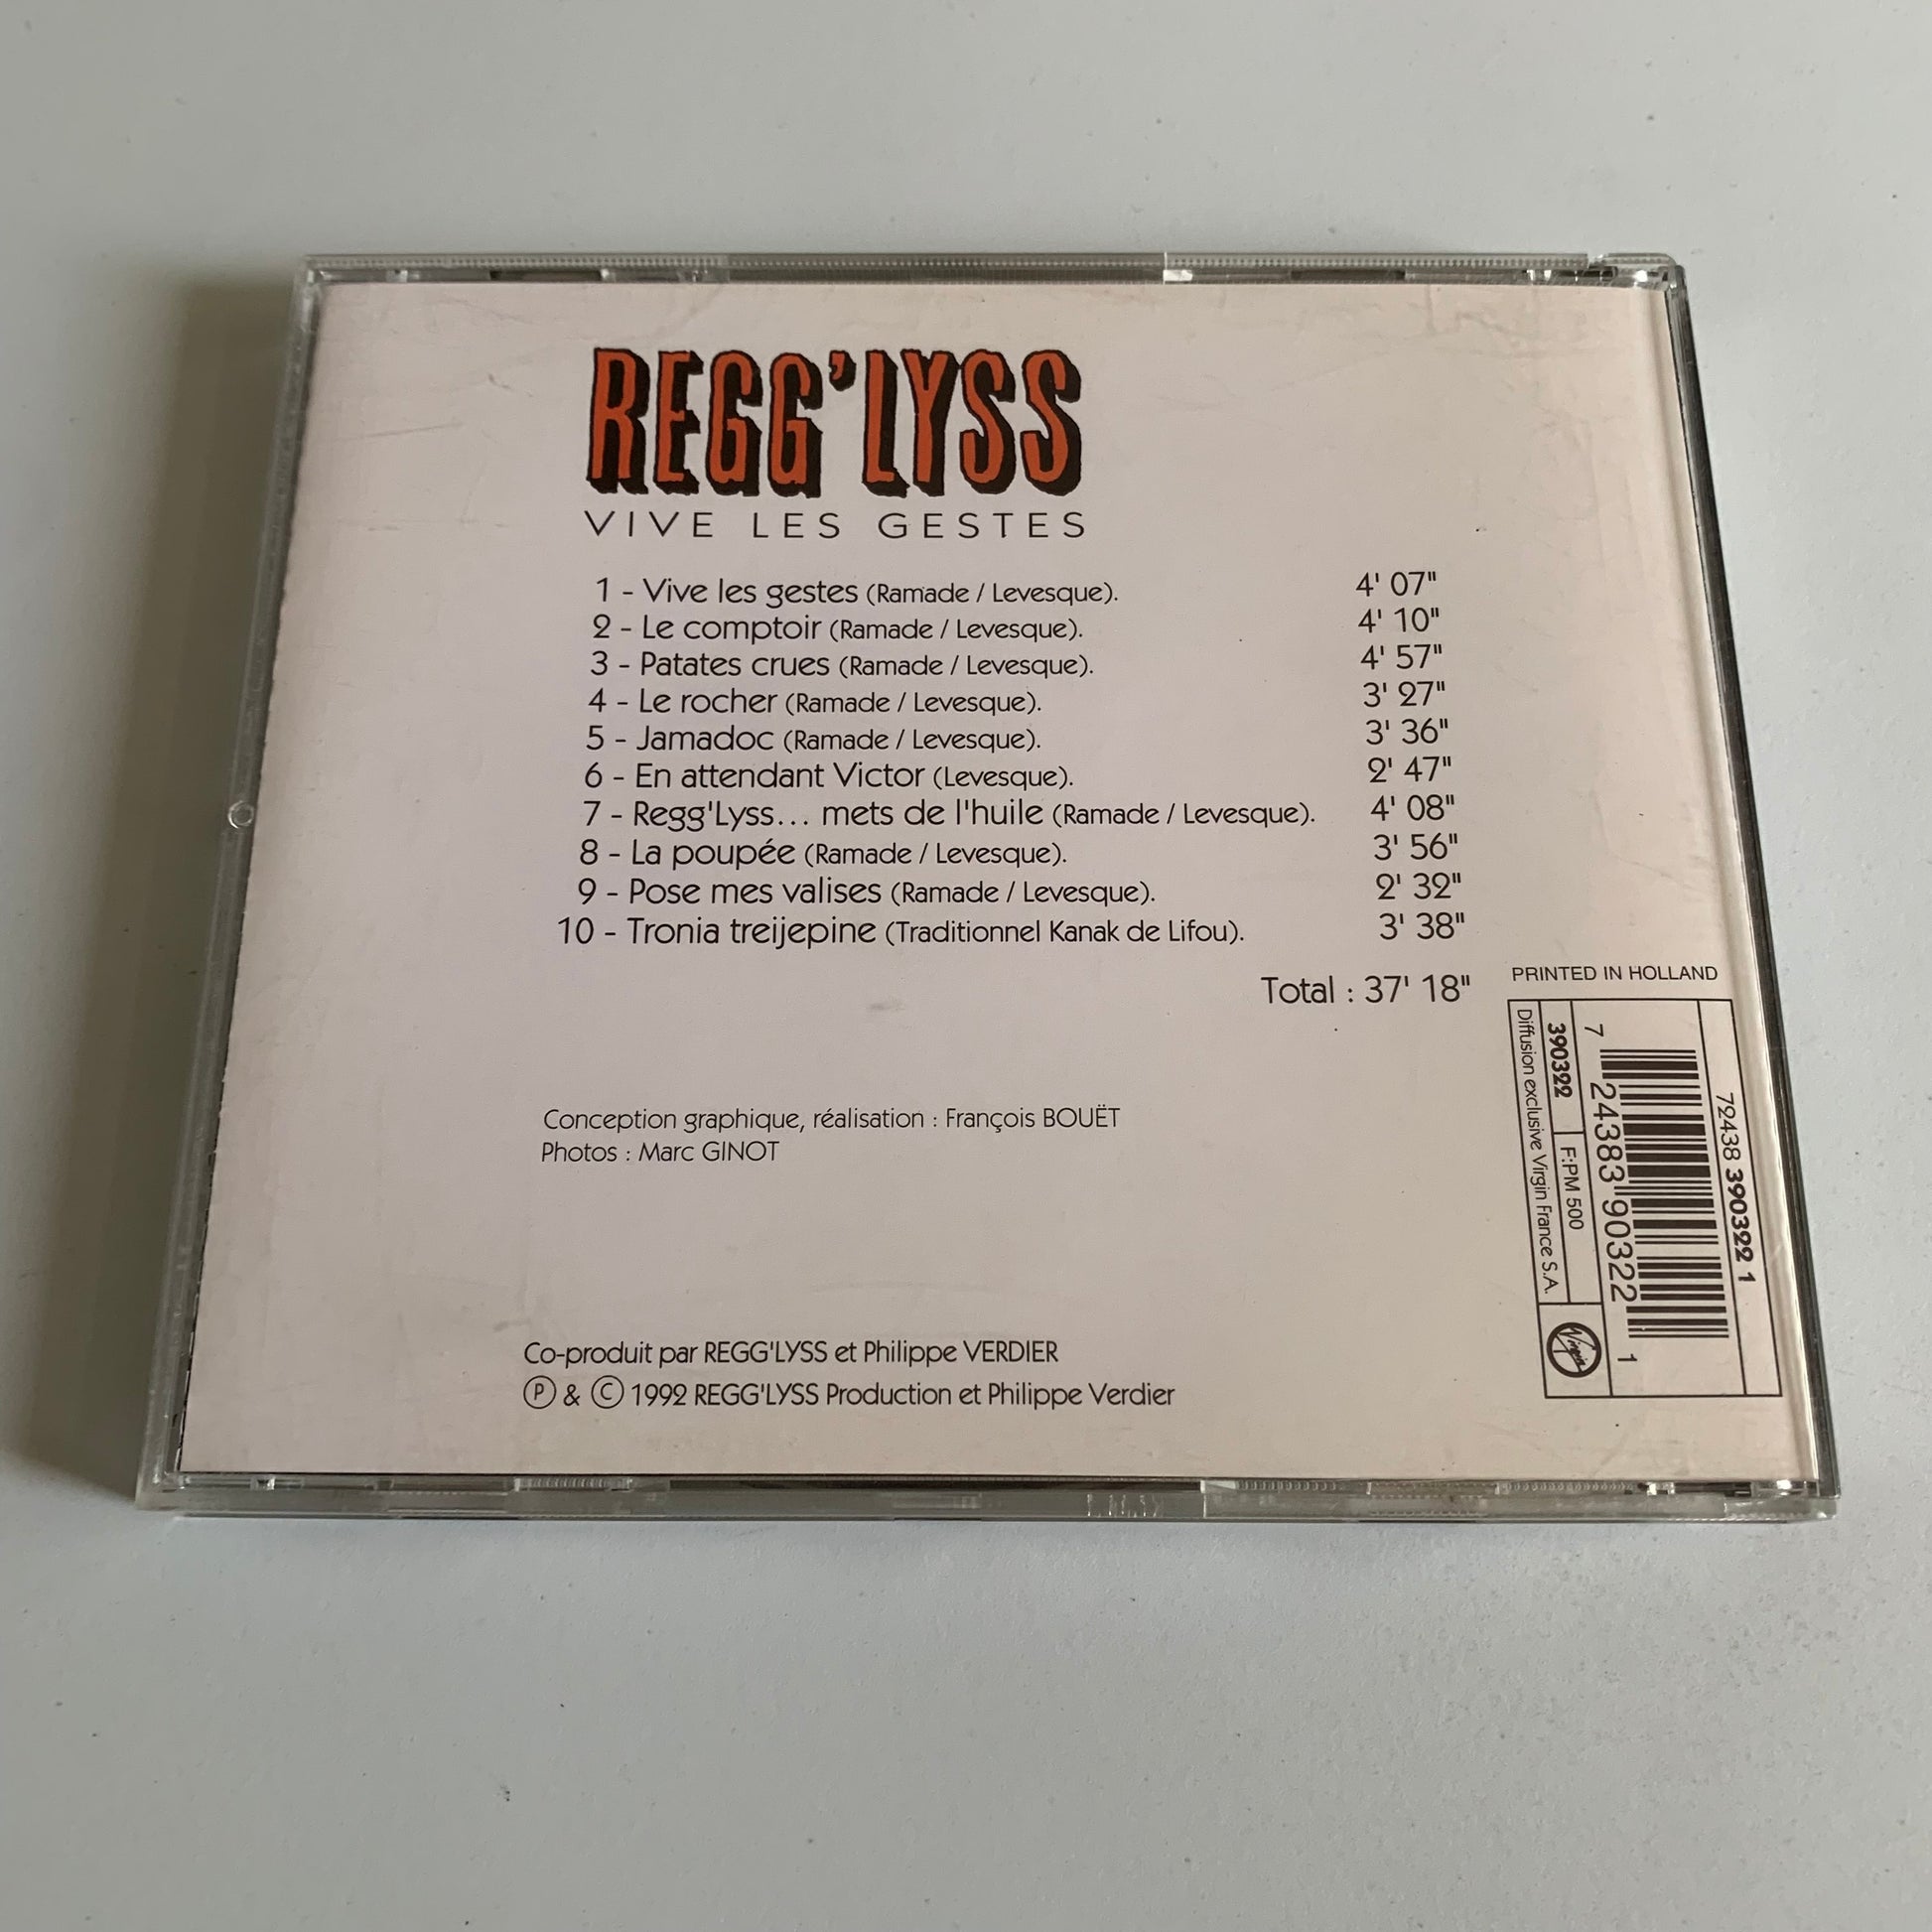 REGG'LYSS
VIVE LES GESTES
1 - Vive les gestes (Ramade / Levesque). 4' 07"
2 - Le comptoir (Ramade / Levesque). 4' 10"
3 - Patates crues (Ramade / Levesque). 4' 57"
4 - Le rocher (Ramade / Levesque). 3' 27"
5 - Jamadoc (Ramade / Levesque). 3' 36"
6 - En attendant Victor (Levesque). 2' 47"
7 - Regg'Lyss... mets de l'huile (Ramade / Levesque). 4' 08"
8 - La poupée (Ramade / Levesque). 3' 56"
9 - Pose mes valises (Ramade / Levesque). 2' 32"
10 - Tronia treijepine (Traditionnel Kanak de Lifou). 3' 38"
Total : 37' 18"
PRINTED IN HOLLAND
72438 390322 1
7 24383 90322 1
390322
F:PM 500
Diffusion exclusive Virgin France S.A.
Virgin
Conception graphique, réalisation : François BOUËT
Photos : Marc GINOT
Co-produit par REGG'LYSS et Philippe VERDIER
Ⓟ & © 1992 REGG'LYSS Production et Philippe Verdier